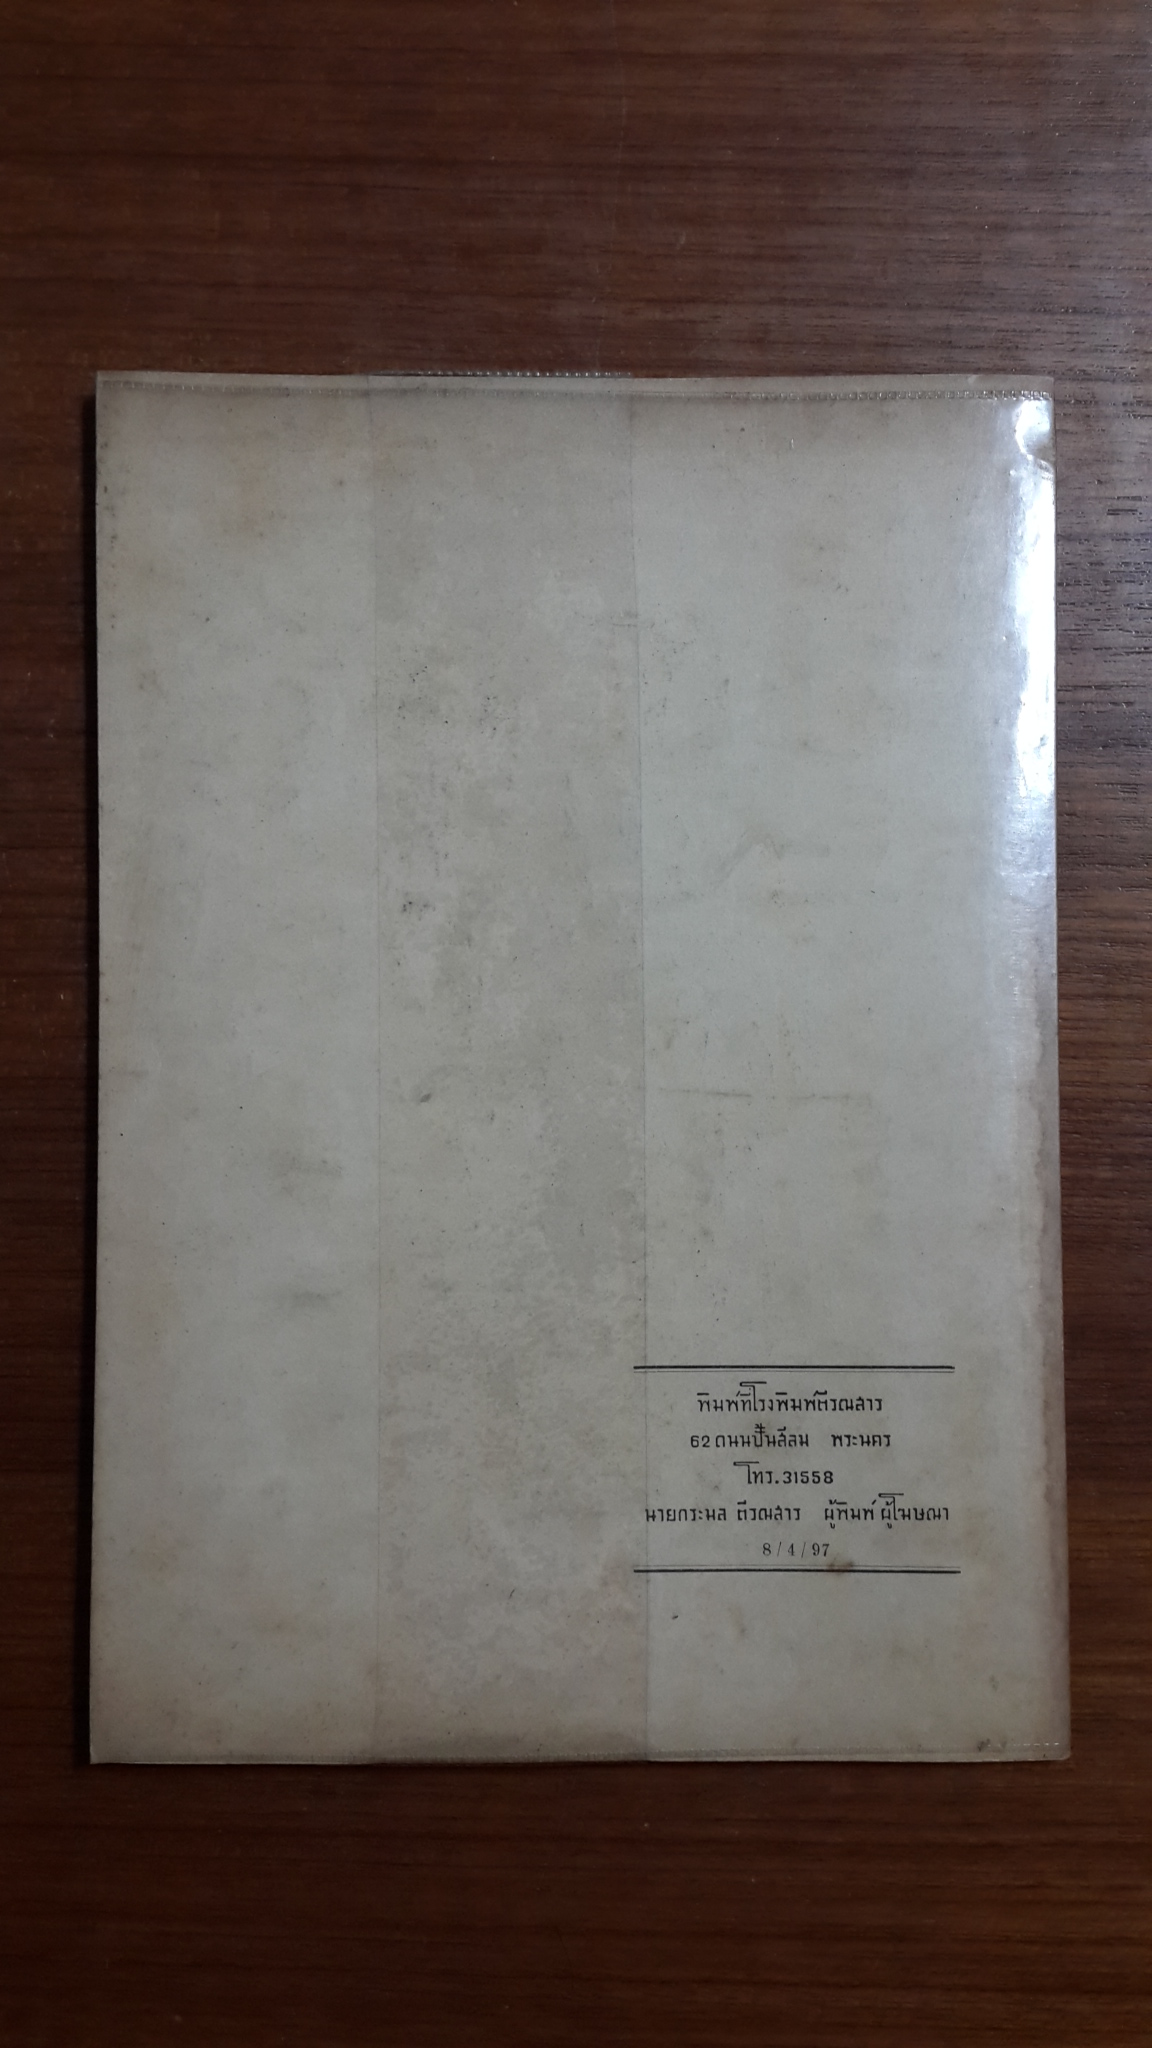 พิมพ์ที่โรงพิมพ์ตีรณสาร
62 ถนนปั้นสีลม พระนคร
โทร. 31558
นายกระมล ตีรณสาร ผู้พิมพ์ ผู้โฆษณา
8/4/97